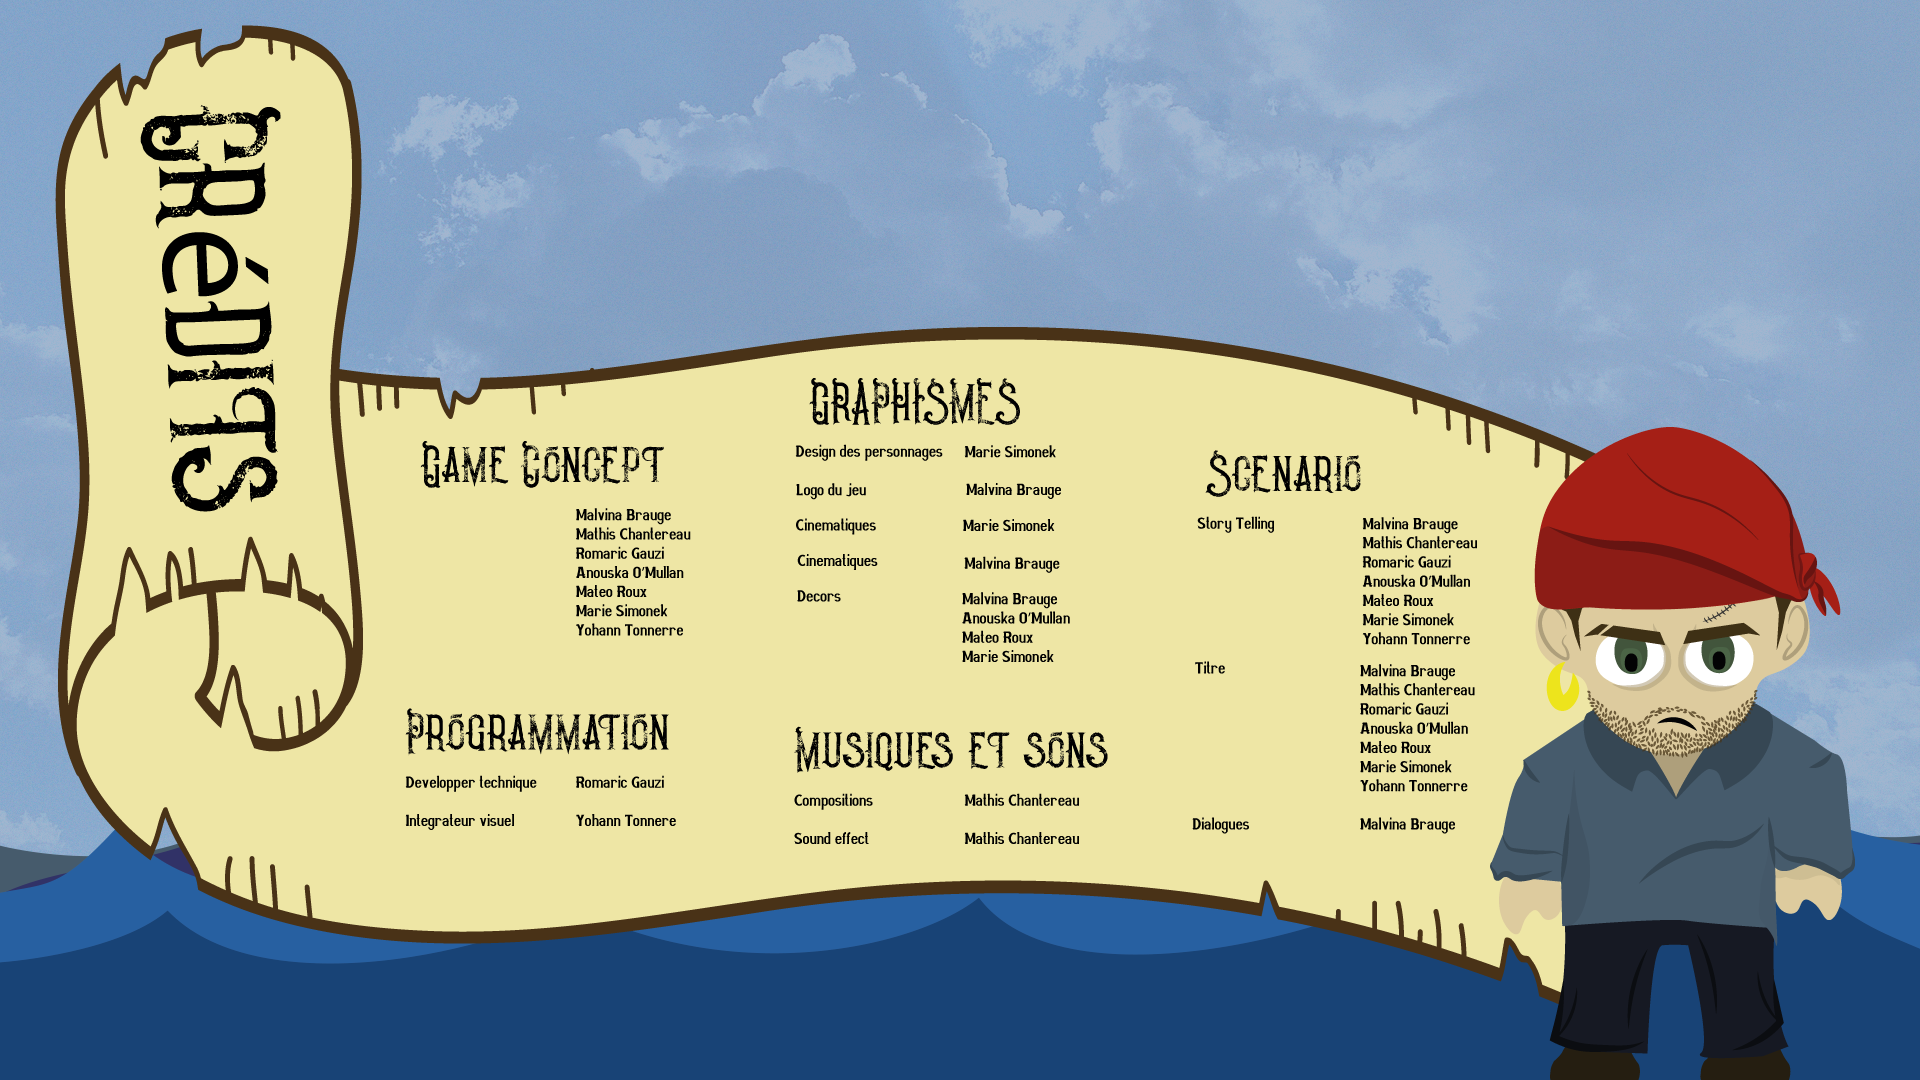 Crédits
Game Concept
Malvina Brauge
Mathis Chantereau
Romaric Gauzi
Anouska O'Mullan
Mateo Roux
Marie Simonek
Yohann Tonnerre
Programmation
Developper technique Romaric Gauzi
Integrateur visuel Yohann Tonnere
Graphismes
Design des personnages Marie Simonek
Logo du jeu Malvina Brauge
Cinematiques Marie Simonek
Cinematiques Malvina Brauge
Decors Malvina Brauge
Anouska O'Mullan
Mateo Roux
Marie Simonek
Musiques et sons
Compositions Mathis Chantereau
Sound effect Mathis Chantereau
Scenario
Story Telling Malvina Brauge
Mathis Chantereau
Romaric Gauzi
Anouska O'Mullan
Mateo Roux
Marie Simonek
Yohann Tonnerre
Titre Malvina Brauge
Mathis Chantereau
Romaric Gauzi
Anouska O'Mullan
Mateo Roux
Marie Simonek
Yohann Tonnerre
Dialogues Malvina Brauge